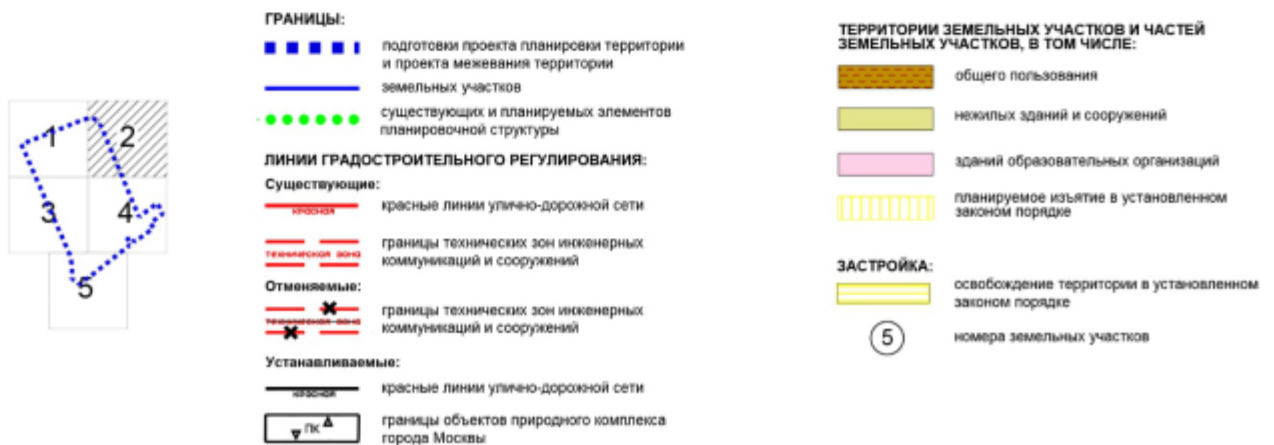 1
2
3
4
5
ГРАНИЦЫ:
подготовки проекта планировки территории
и проекта межевания территории
земельных участков
существующих и планируемых элементов
планировочной структуры
ЛИНИИ ГРАДОСТРОИТЕЛЬНОГО РЕГУЛИРОВАНИЯ:
Существующие:
КРАСНАЯ
красные линии улично-дорожной сети
ТЕХНИЧЕСКАЯ ЗОНА
границы технических зон инженерных
коммуникаций и сооружений
Отменяемые:
ТЕХНИЧЕСКАЯ ЗОНА
границы технических зон инженерных
коммуникаций и сооружений
Устанавливаемые:
КРАСНАЯ
красные линии улично-дорожной сети
ПК
границы объектов природного комплекса
города Москвы
ТЕРРИТОРИИ ЗЕМЕЛЬНЫХ УЧАСТКОВ И ЧАСТЕЙ
ЗЕМЕЛЬНЫХ УЧАСТКОВ, В ТОМ ЧИСЛЕ:
общего пользования
нежилых зданий и сооружений
зданий образовательных организаций
планируемое изъятие в установленном
законом порядке
ЗАСТРОЙКА:
освобождение территории в установленном
законом порядке
5
номера земельных участков